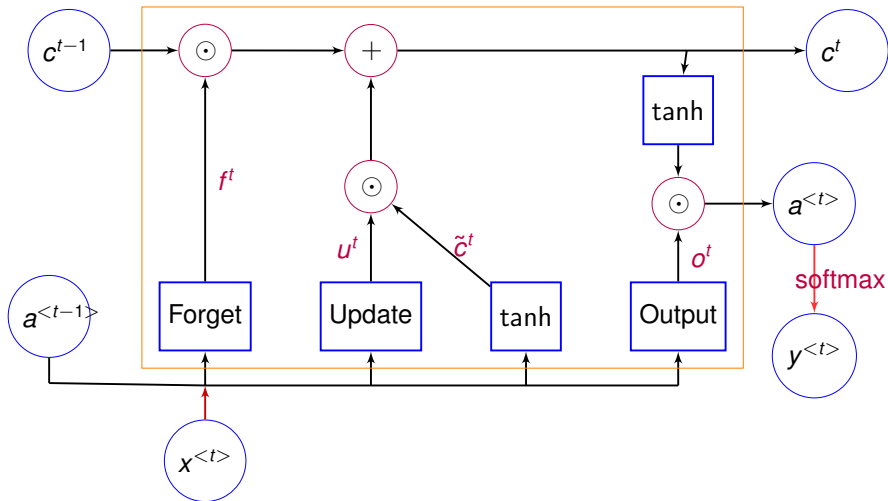 c^{t−1}
⊙
+
c^t
tanh
f^t
⊙
⊙
a^{<t>}
u^t
c̃^t
o^t
softmax
a^{<t−1>}
Forget
Update
tanh
Output
y^{<t>}
x^{<t>}